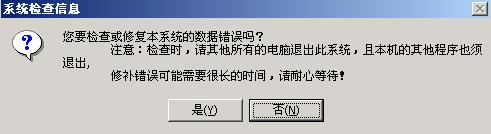 系统检查信息
您要检查或修复本系统的数据错误吗？
注意：检查时，请其他所有的电脑退出此系统，且本机的其他程序也须
退出,
修补错误可能需要很长的时间，请耐心等待！
是(Y)
否(N)